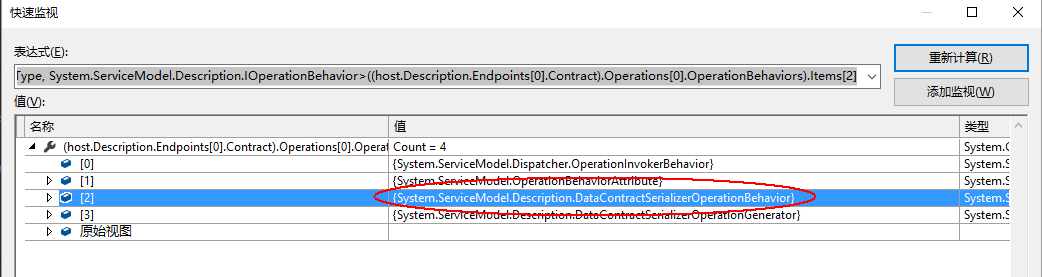 快速监视
表达式(E):
Type, System.ServiceModel.Description.IOperationBehavior>((host.Description.Endpoints[0].Contract).Operations[0].OperationBehaviors).Items[2]
重新计算(R)
添加监视(W)
值(V):
名称 值 类型
(host.Description.Endpoints[0].Contract).Operations[0].Operat Count = 4 System.C
[0] {System.ServiceModel.Dispatcher.OperationInvokerBehavior} System.S
[1] {System.ServiceModel.OperationBehaviorAttribute} System.S
[2] {System.ServiceModel.Description.DataContractSerializerOperationBehavior} System.S
[3] {System.ServiceModel.Description.DataContractSerializerOperationGenerator} System.S
原始视图